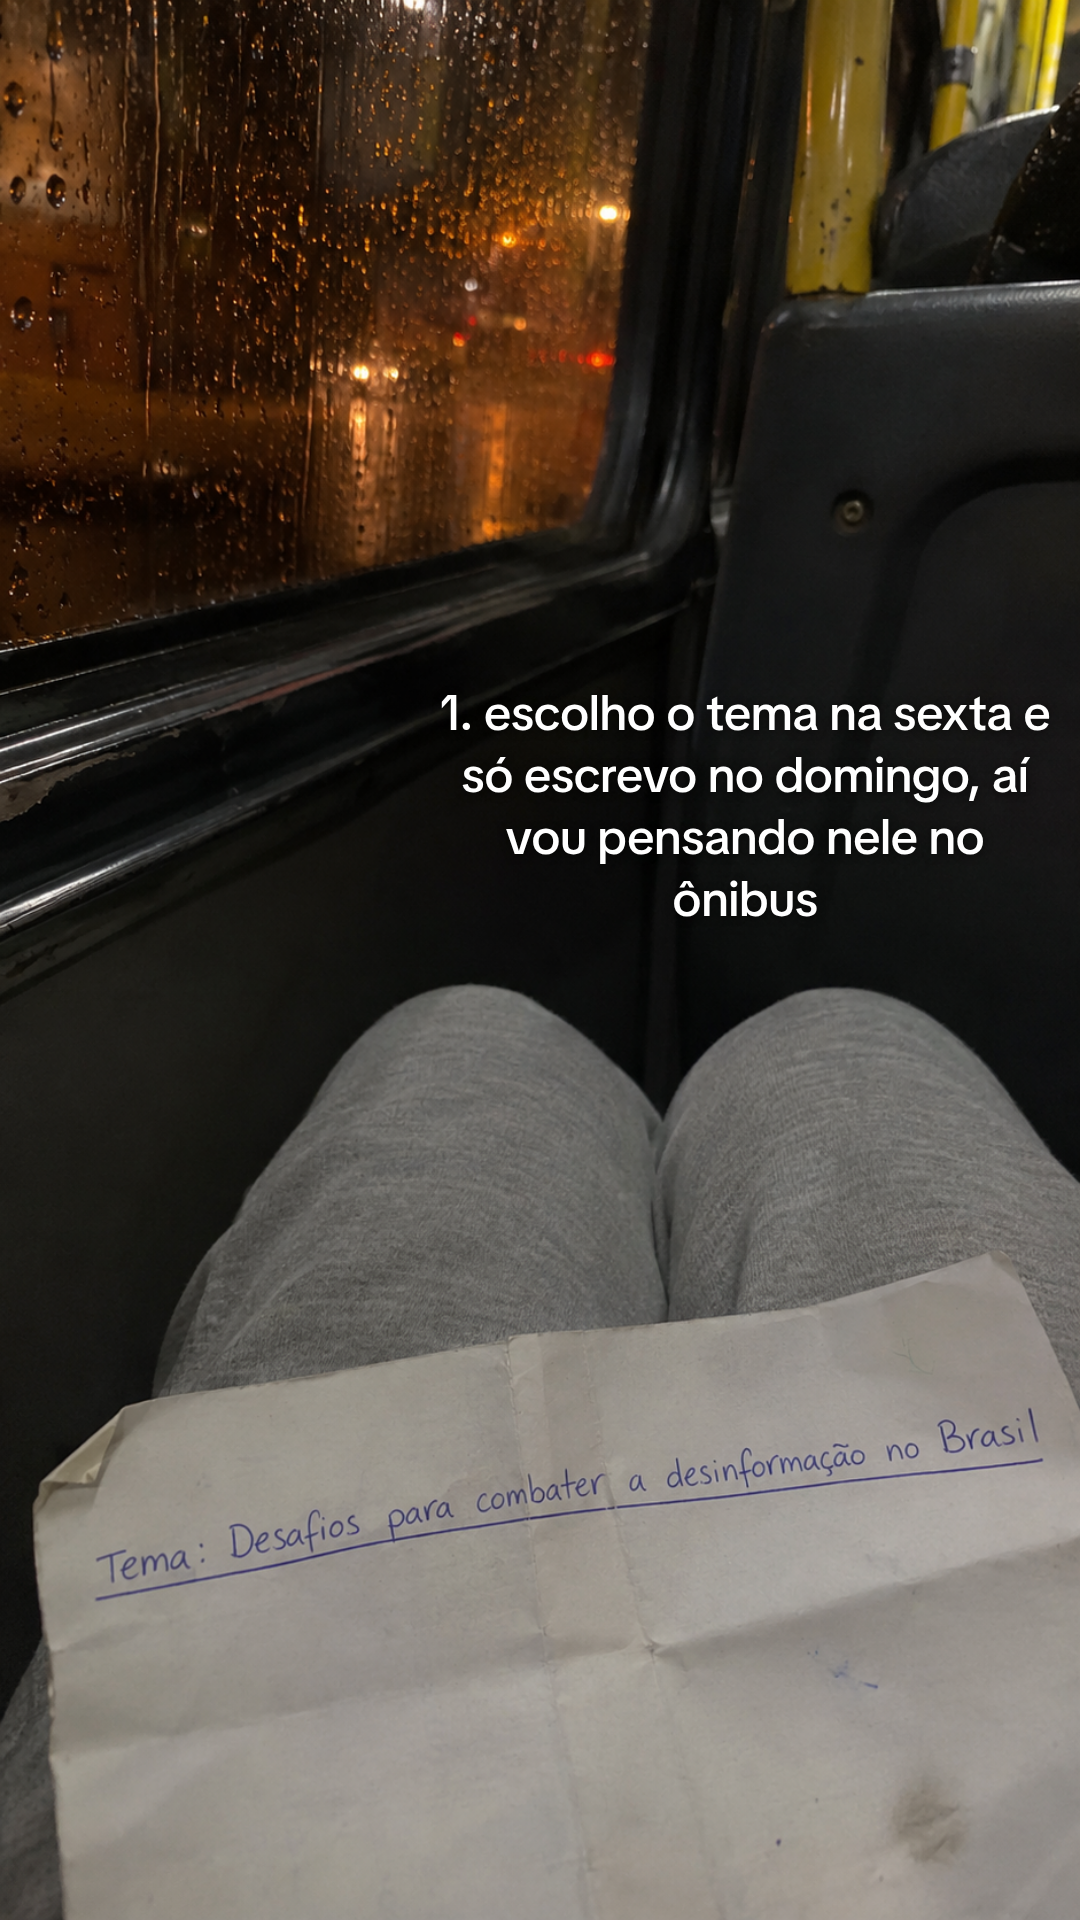 1. escolho o tema na sexta e
só escrevo no domingo, aí
vou pensando nele no
ônibus
Tema: Desafios para combater a desinformação no Brasil